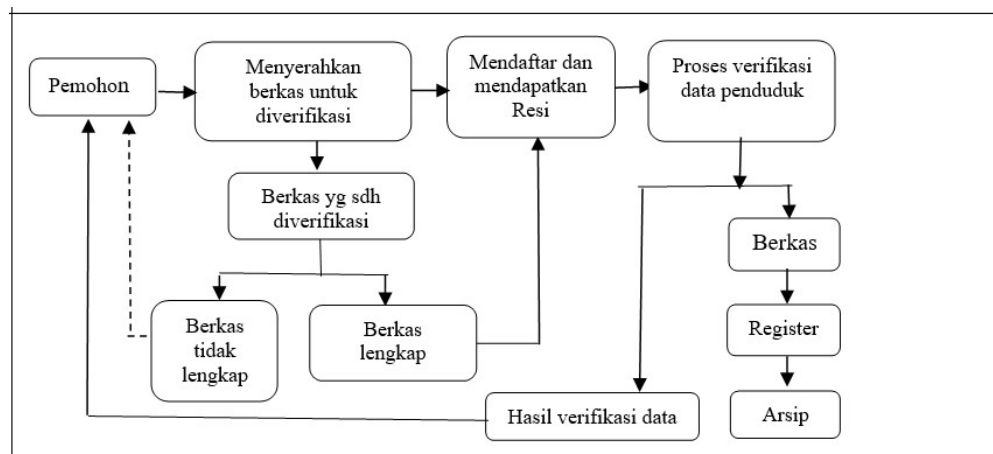 Pemohon
Menyerahkan
berkas untuk
diverifikasi
Mendaftar dan
mendapatkan
Resi
Proses verifikasi
data penduduk
Berkas yg sdh
diverifikasi
Berkas
tidak
lengkap
Berkas
lengkap
Berkas
Register
Arsip
Hasil verifikasi data